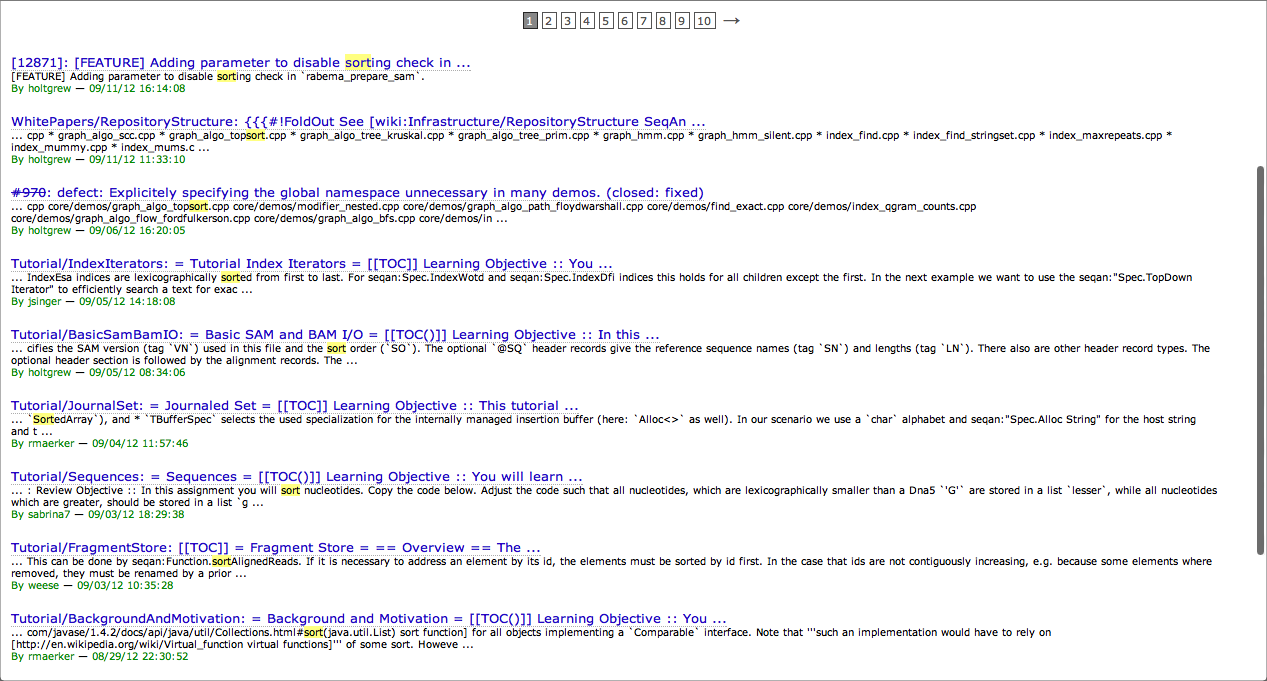 1 2 3 4 5 6 7 8 9 10 →
[12871]: [FEATURE] Adding parameter to disable sorting check in ...
[FEATURE] Adding parameter to disable sorting check in `rabema_prepare_sam`.
By holtgrew — 09/11/12 16:14:08
WhitePapers/RepositoryStructure: {{{#!FoldOut See [wiki:Infrastructure/RepositoryStructure SeqAn ...
... cpp * graph_algo_scc.cpp * graph_algo_topsort.cpp * graph_algo_tree_kruskal.cpp * graph_algo_tree_prim.cpp * graph_hmm.cpp * graph_hmm_silent.cpp * index_find.cpp * index_find_stringset.cpp * index_maxrepeats.cpp *
index_mummy.cpp * index_mums.c ...
By holtgrew — 09/11/12 11:33:10
#970: defect: Explicitely specifying the global namespace unnecessary in many demos. (closed: fixed)
... cpp core/demos/graph_algo_topsort.cpp core/demos/modifier_nested.cpp core/demos/graph_algo_path_floydwarshall.cpp core/demos/find_exact.cpp core/demos/index_qgram_counts.cpp
core/demos/graph_algo_flow_fordfulkerson.cpp core/demos/graph_algo_bfs.cpp core/demos/in ...
By holtgrew — 09/06/12 16:20:05
Tutorial/IndexIterators: = Tutorial Index Iterators = [[TOC]] Learning Objective :: You ...
... IndexEsa indices are lexicographically sorted from first to last. For seqan:Spec.IndexWotd and seqan:Spec.IndexDfi indices this holds for all children except the first. In the next example we want to use the seqan:"Spec.TopDown
Iterator" to efficiently search a text for exac ...
By jsinger — 09/05/12 14:18:08
Tutorial/BasicSamBamIO: = Basic SAM and BAM I/O = [[TOC()]] Learning Objective :: In this ...
... cifies the SAM version (tag `VN`) used in this file and the sort order (`SO`). The optional `@SQ` header records give the reference sequence names (tag `SN`) and lengths (tag `LN`). There also are other header record types. The
optional header section is followed by the alignment records. The ...
By holtgrew — 09/05/12 08:34:06
Tutorial/JournalSet: = Journaled Set = [[TOC]] Learning Objective :: This tutorial ...
... `SortedArray`), and * `TBufferSpec` selects the used specialization for the internally managed insertion buffer (here: `Alloc<>` as well). In our scenario we use a `char` alphabet and seqan:"Spec.Alloc String" for the host string
and t ...
By rmaerker — 09/04/12 11:57:46
Tutorial/Sequences: = Sequences = [[TOC()]] Learning Objective :: You will learn ...
... : Review Objective :: In this assignment you will sort nucleotides. Copy the code below. Adjust the code such that all nucleotides, which are lexicographically smaller than a Dna5 `'G'` are stored in a list `lesser`, while all nucleotides
which are greater, should be stored in a list `g ...
By sabrina7 — 09/03/12 18:29:38
Tutorial/FragmentStore: [[TOC]] = Fragment Store = == Overview == The ...
... This can be done by seqan:Function.sortAlignedReads. If it is necessary to address an element by its id, the elements must be sorted by id first. In the case that ids are not contiguously increasing, e.g. because some elements where
removed, they must be renamed by a prior ...
By weese — 09/03/12 10:35:28
Tutorial/BackgroundAndMotivation: = Background and Motivation = [[TOC()]] Learning Objective :: You ...
... com/javase/1.4.2/docs/api/java/util/Collections.html#sort(java.util.List) sort function] for all objects implementing a `Comparable` interface. Note that '''such an implementation would have to rely on
[http://en.wikipedia.org/wiki/Virtual_function virtual functions]''' of some sort. Howeve ...
By rmaerker — 08/29/12 22:30:52